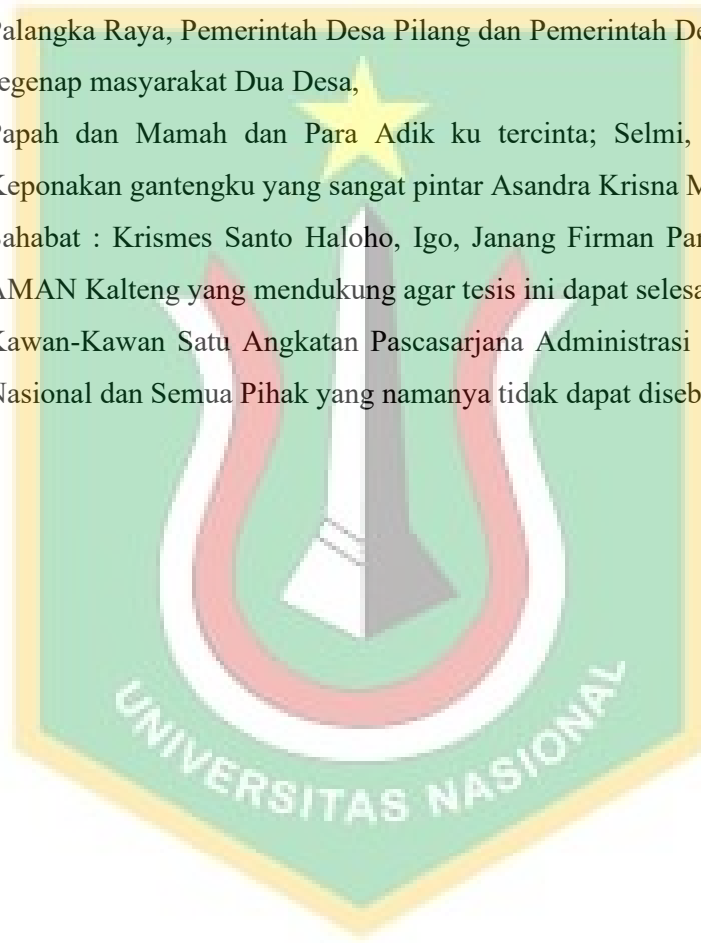 Palangka Raya, Pemerintah Desa Pilang dan Pemerintah De
segenap masyarakat Dua Desa,
Papah dan Mamah dan Para Adik ku tercinta; Selmi,
Keponakan gantengku yang sangat pintar Asandra Krisna M
Sahabat : Krismes Santo Haloho, Igo, Janang Firman Pa
AMAN Kalteng yang mendukung agar tesis ini dapat selesa
Kawan-Kawan Satu Angkatan Pascasarjana Administrasi
Nasional dan Semua Pihak yang namanya tidak dapat diseb
UNIVERSITAS NASIONAL